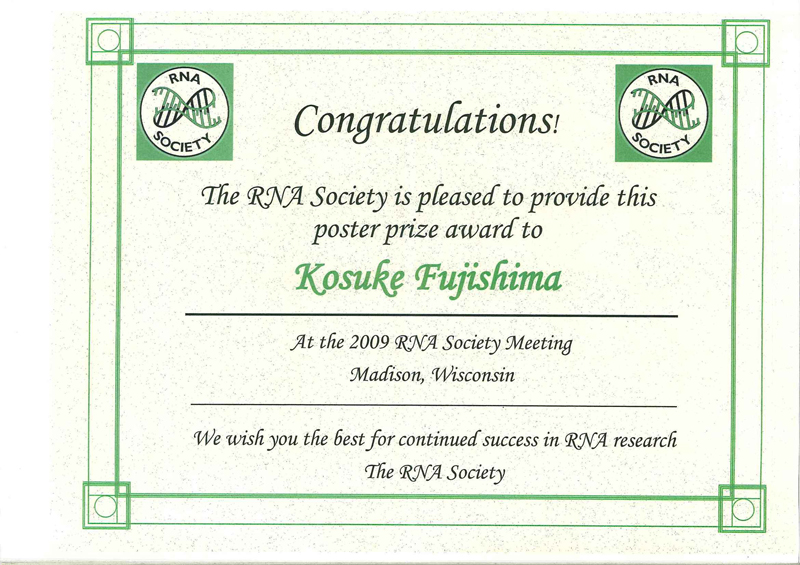 RNA
SOCIETY
RNA
SOCIETY
Congratulations!
The RNA Society is pleased to provide this
poster prize award to
Kosuke Fujishima
At the 2009 RNA Society Meeting
Madison, Wisconsin
We wish you the best for continued success in RNA research
The RNA Society